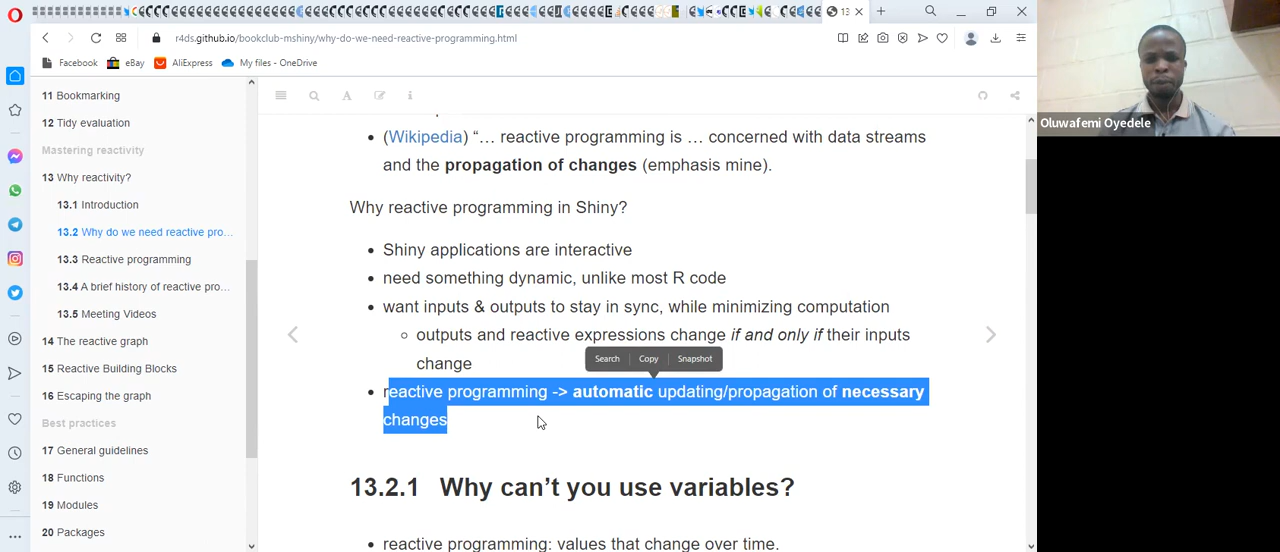 13
r4ds.github.io/bookclub-mshiny/why-do-we-need-reactive-programming.html
Facebook
eBay
AliExpress
My files - OneDrive
11 Bookmarking
12 Tidy evaluation
Mastering reactivity
13 Why reactivity?
13.1 Introduction
13.2 Why do we need reactive pro...
13.3 Reactive programming
13.4 A brief history of reactive pro...
13.5 Meeting Videos
14 The reactive graph
15 Reactive Building Blocks
16 Escaping the graph
Best practices
17 General guidelines
18 Functions
19 Modules
20 Packages
(Wikipedia) “… reactive programming is … concerned with data streams
and the propagation of changes (emphasis mine).
Why reactive programming in Shiny?
Shiny applications are interactive
need something dynamic, unlike most R code
want inputs & outputs to stay in sync, while minimizing computation
outputs and reactive expressions change if and only if their inputs
change
Search Copy Snapshot
reactive programming -> automatic updating/propagation of necessary
changes
13.2.1 Why can’t you use variables?
reactive programming: values that change over time.
Oluwafemi Oyedele